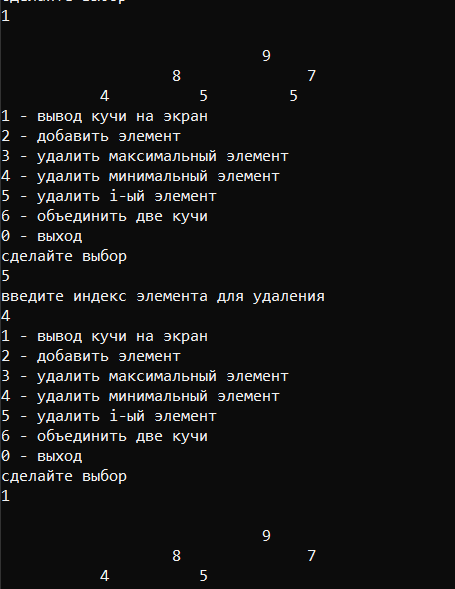 сделайте выбор
1
9
8 7
4 5 5
1 - вывод кучи на экран
2 - добавить элемент
3 - удалить максимальный элемент
4 - удалить минимальный элемент
5 - удалить i-ый элемент
6 - объединить две кучи
0 - выход
сделайте выбор
5
введите индекс элемента для удаления
4
1 - вывод кучи на экран
2 - добавить элемент
3 - удалить максимальный элемент
4 - удалить минимальный элемент
5 - удалить i-ый элемент
6 - объединить две кучи
0 - выход
сделайте выбор
1
9
8 7
4 5